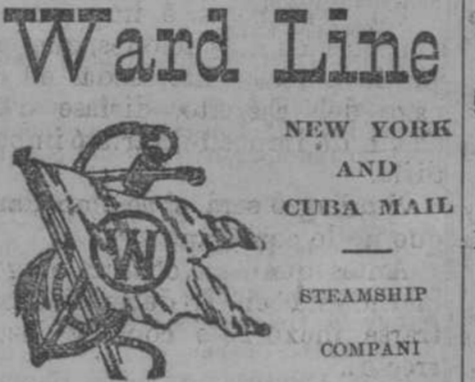 Ward Line
NEW YORK
AND
CUBA MAIL
W
STEAMSHIP
COMPANI